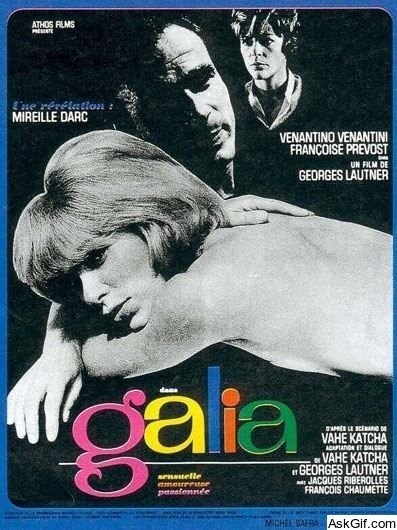 ATHOS FILMS
PRÉSENTE
Une révélation :
MIREILLE DARC
VENANTINO VENANTINI
FRANÇOISE PREVOST
dans
UN FILM DE
GEORGES LAUTNER
dans
galia
sensuelle
amoureuse
passionnée
D'APRÈS LE SCÉNARIO DE
VAHE KATCHA
ADAPTATION ET DIALOGUE
DE VAHE KATCHA
ET GEORGES LAUTNER
avec JACQUES RIBEROLLES
FRANÇOIS CHAUMETTE
MICHEL SAFRA
AskGif.com